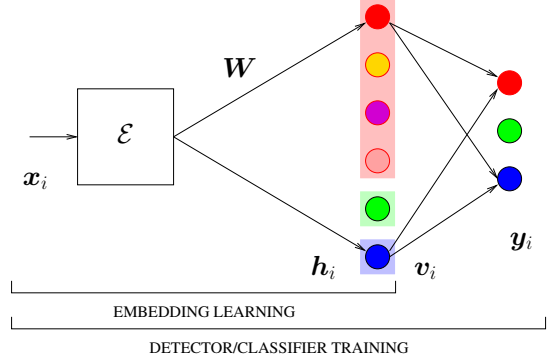 W
ℰ
x_i
h_i
v_i
y_i
EMBEDDING LEARNING
DETECTOR/CLASSIFIER TRAINING